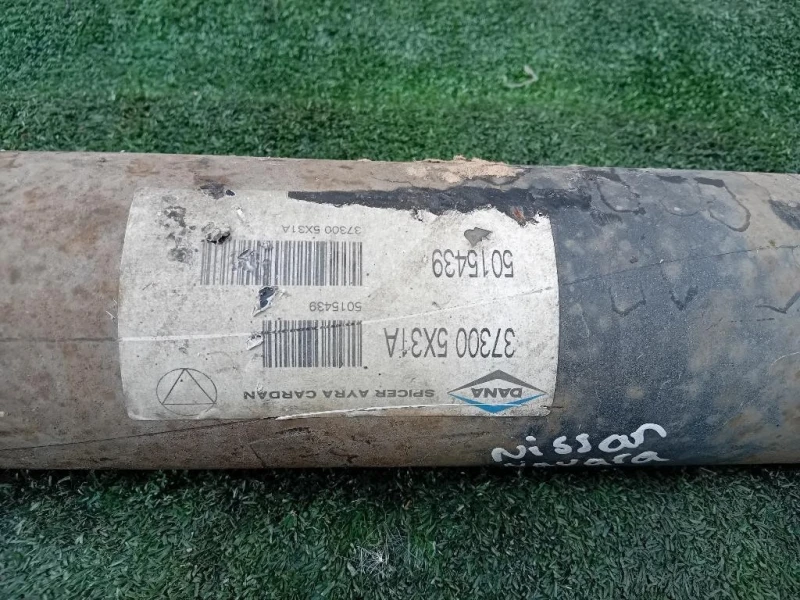 DANA
SPICER AYRA CARDAN
37300 5X31A
5015439
5015439
37300 5X31A
Nissan
Navara